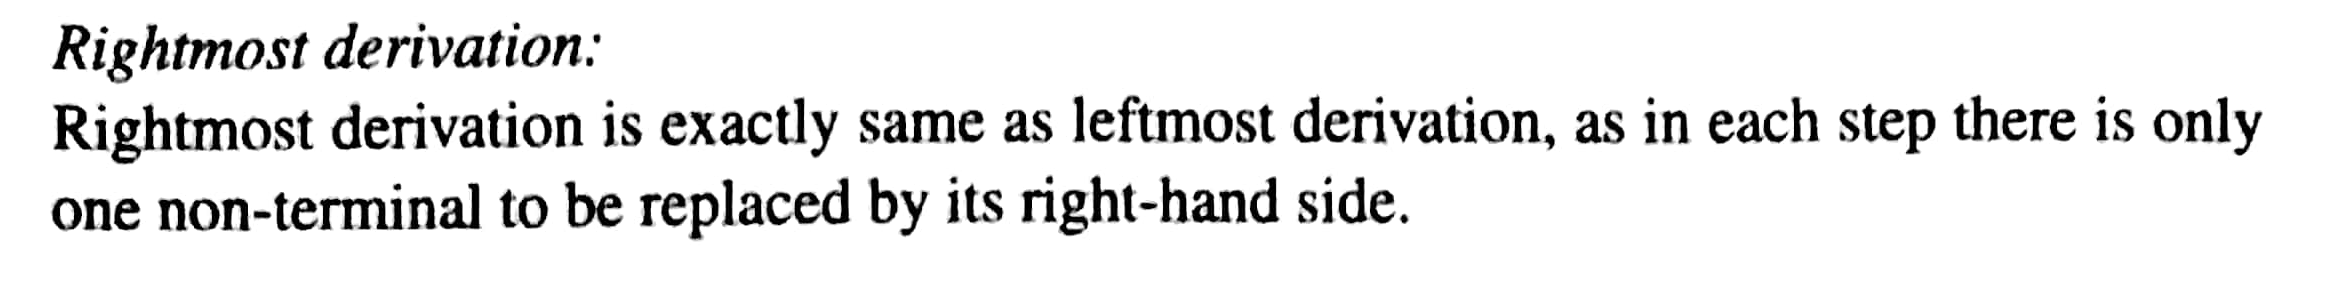 Rightmost derivation:
Rightmost derivation is exactly same as leftmost derivation, as in each step there is only
one non-terminal to be replaced by its right-hand side.